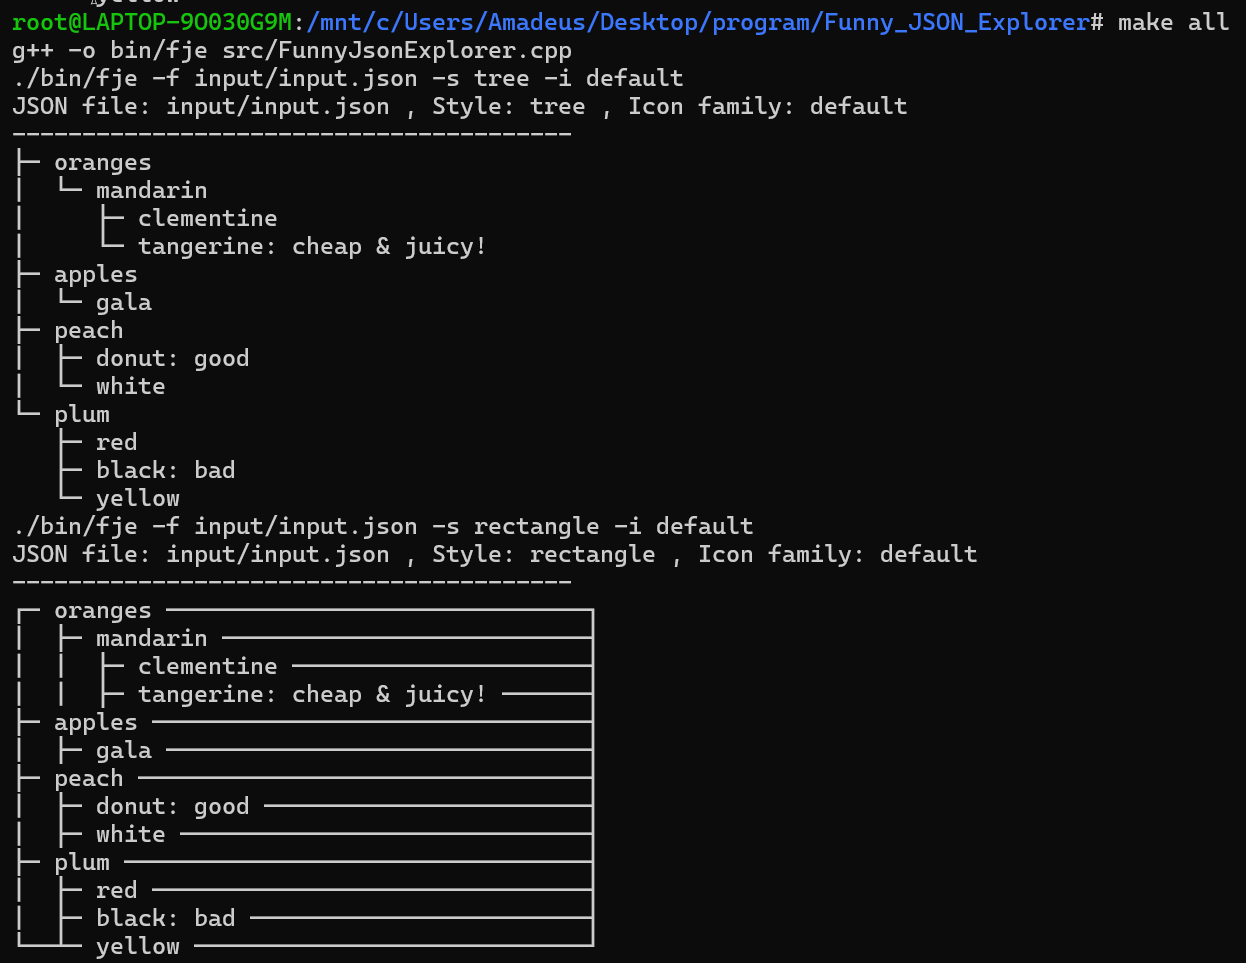 yellow
root@LAPTOP-9O030G9M:/mnt/c/Users/Amadeus/Desktop/program/Funny_JSON_Explorer# make all
g++ -o bin/fje src/FunnyJsonExplorer.cpp
./bin/fje -f input/input.json -s tree -i default
JSON file: input/input.json , Style: tree , Icon family: default
----------------------------------------
├─ oranges
│  └─ mandarin
│     ├─ clementine
│     └─ tangerine: cheap & juicy!
├─ apples
│  └─ gala
├─ peach
│  ├─ donut: good
│  └─ white
└─ plum
   ├─ red
   ├─ black: bad
   └─ yellow
./bin/fje -f input/input.json -s rectangle -i default
JSON file: input/input.json , Style: rectangle , Icon family: default
----------------------------------------
┌─ oranges ───────────────────────────────┐
│  ├─ mandarin ───────────────────────────┤
│  │  ├─ clementine ──────────────────────┤
│  │  ├─ tangerine: cheap & juicy! ───────┤
├─ apples ────────────────────────────────┤
│  ├─ gala ───────────────────────────────┤
├─ peach ─────────────────────────────────┤
│  ├─ donut: good ────────────────────────┤
│  ├─ white ──────────────────────────────┤
├─ plum ──────────────────────────────────┤
│  ├─ red ────────────────────────────────┤
│  ├─ black: bad ─────────────────────────┤
└──┴─ yellow ─────────────────────────────┘